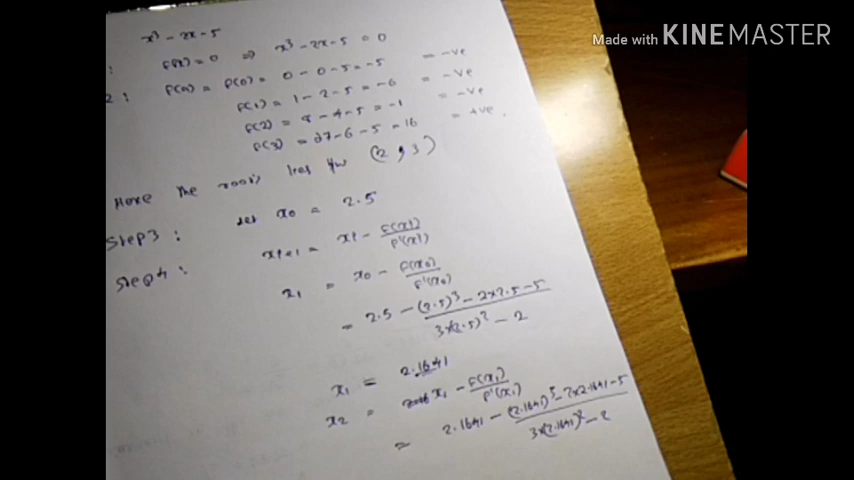 Made with KINEMASTER
x³ - 2x - 5
: f(x) = 0 ⇒ x³ - 2x - 5 = 0
2 : f(a) = f(0) = 0 - 0 - 5 = -5 = -ve
f(1) = 1 - 2 - 5 = -6 = -ve
f(2) = 8 - 4 - 5 = -1 = -ve
f(3) = 27 - 6 - 5 = 16 = +ve.
Hence the roots lies b/w (2, 3)
Step3 : let x₀ = 2.5
Step4 : xᵢ₊₁ = xᵢ - f(xᵢ)/f'(xᵢ)
x₁ = x₀ - f(x₀)/f'(x₀)
= 2.5 - (2.5)³ - 2×2.5 - 5 / 3×(2.5)² - 2
x₁ = 2.1641
x₂ = x₁ - f(x₁)/f'(x₁)
= 2.1641 - (2.1641)³ - 2×2.1641 - 5 / 3×(2.1641)² - 2